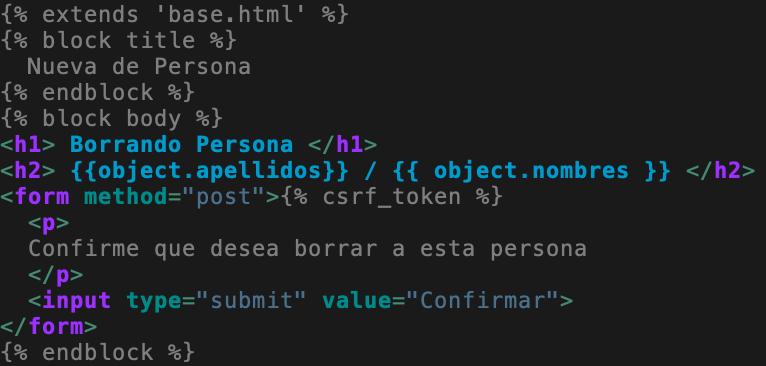 {% extends 'base.html' %}
{% block title %}
  Nueva de Persona
{% endblock %}
{% block body %}
<h1> Borrando Persona </h1>
<h2> {{object.apellidos}} / {{ object.nombres }} </h2>
<form method="post">{% csrf_token %}
  <p>
  Confirme que desea borrar a esta persona
  </p>
  <input type="submit" value="Confirmar">
</form>
{% endblock %}